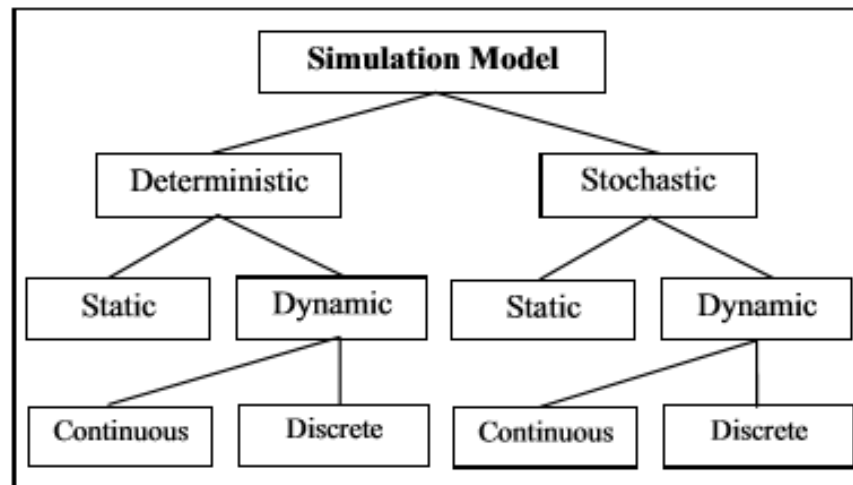 Simulation Model
Deterministic
Stochastic
Static
Dynamic
Static
Dynamic
Continuous
Discrete
Continuous
Discrete